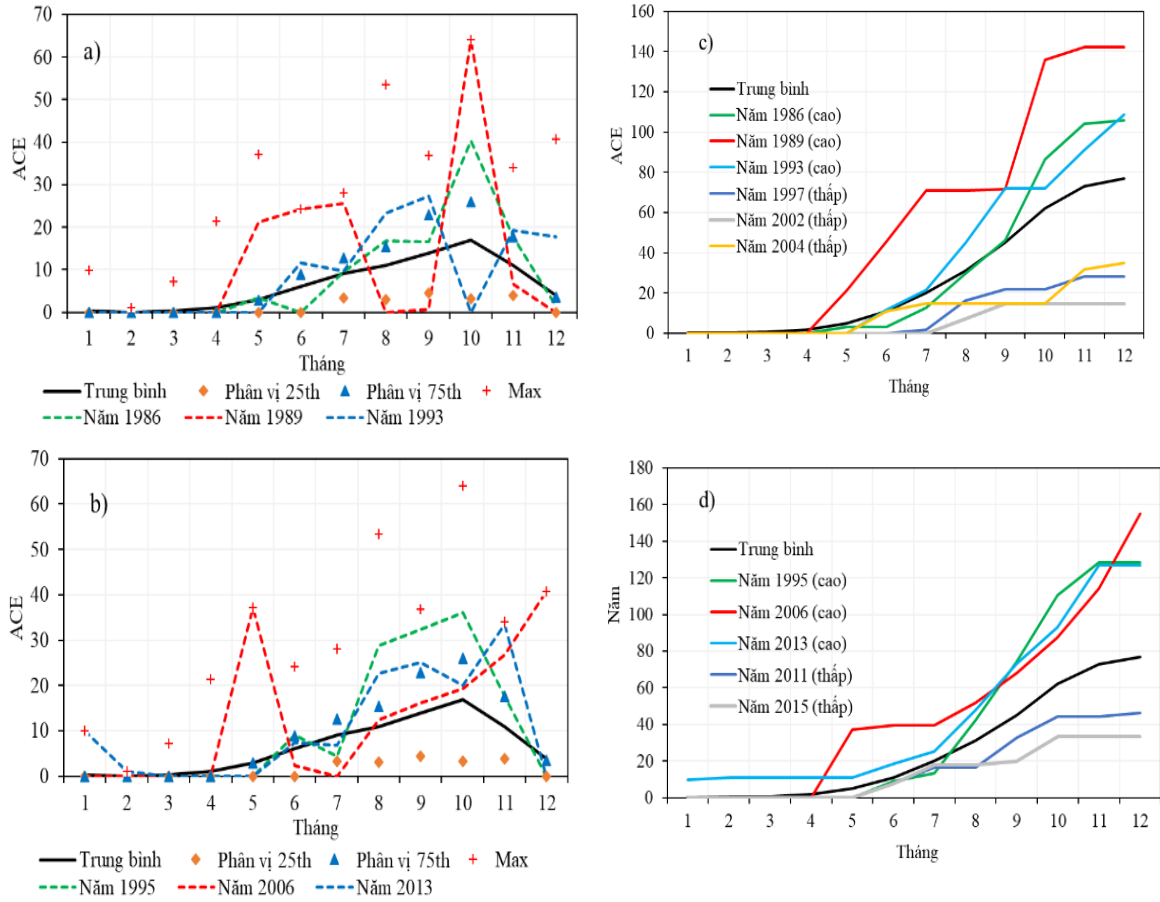 a)
ACE
70
60
50
40
30
20
10
0
1 2 3 4 5 6 7 8 9 10 11 12
Tháng
Trung bình Phân vị 25th Phân vị 75th Max
Năm 1986 Năm 1989 Năm 1993
c)
ACE
160
140
120
100
80
60
40
20
0
Trung bình
Năm 1986 (cao)
Năm 1989 (cao)
Năm 1993 (cao)
Năm 1997 (thấp)
Năm 2002 (thấp)
Năm 2004 (thấp)
1 2 3 4 5 6 7 8 9 10 11 12
Tháng
b)
ACE
70
60
50
40
30
20
10
0
1 2 3 4 5 6 7 8 9 10 11 12
Tháng
Trung bình Phân vị 25th Phân vị 75th Max
Năm 1995 Năm 2006 Năm 2013
d)
Năm
180
160
140
120
100
80
60
40
20
0
Trung bình
Năm 1995 (cao)
Năm 2006 (cao)
Năm 2013 (cao)
Năm 2011 (thấp)
Năm 2015 (thấp)
1 2 3 4 5 6 7 8 9 10 11 12
Tháng